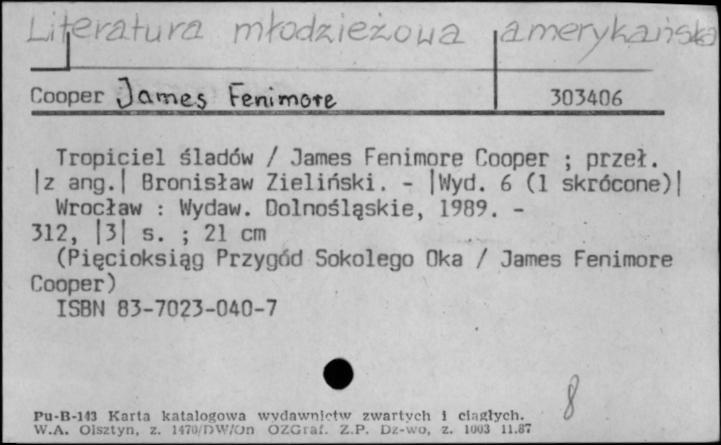 Literatura młodzieżowa amerykańska
Cooper James Fenimore 303406
Tropiciel śladów / James Fenimore Cooper ; przeł.
|z ang.| Bronisław Zieliński. - |Wyd. 6 (1 skrócone)|
Wrocław : Wydaw. Dolnośląskie, 1989. -
312, |3| s. ; 21 cm
(Pięcioksiąg Przygód Sokolego Oka / James Fenimore
Cooper)
ISBN 83-7023-040-7
8
Pu-B-143 Karta katalogowa wydawnictw zwartych i ciągłych.
W.A. Olsztyn, z. 1470/DW/On OZGraf. Z.P. Dz-wo, z. 1003 11.87